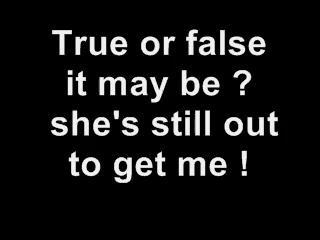 True or false
it may be ?
she's still out
to get me !